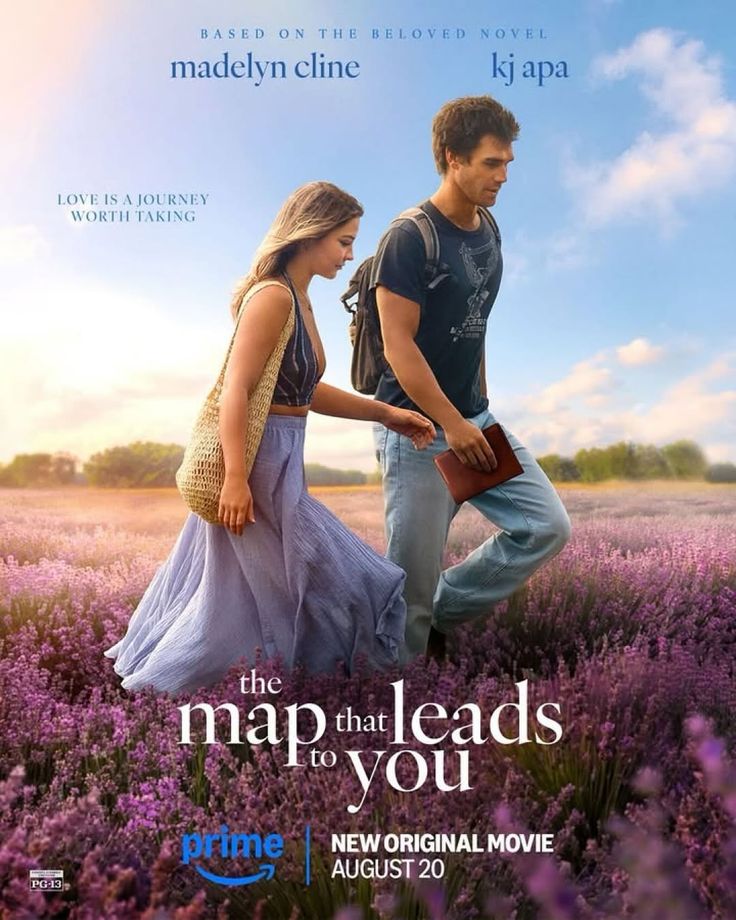 BASED ON THE BELOVED NOVEL
madelyn cline kj apa
LOVE IS A JOURNEY
WORTH TAKING
the
map that leads
to you
prime
NEW ORIGINAL MOVIE
AUGUST 20
PG-13